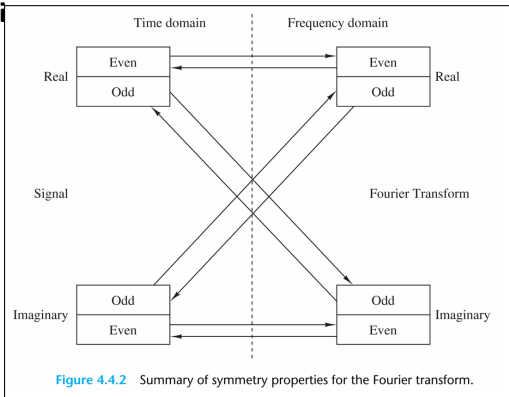 Time domain Frequency domain
Even Even
Real Real
Odd Odd
Signal Fourier Transform
Odd Odd
Imaginary Imaginary
Even Even
Figure 4.4.2 Summary of symmetry properties for the Fourier transform.